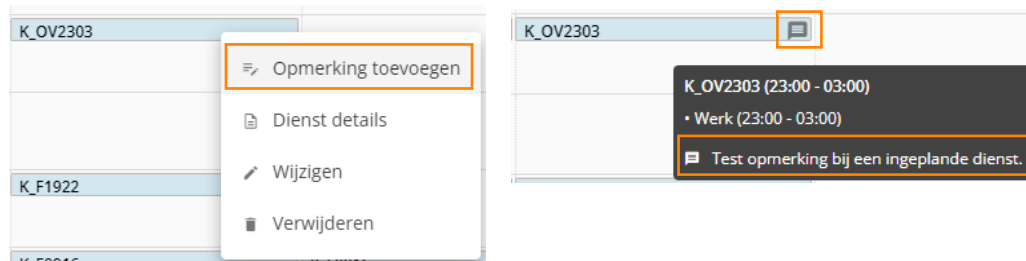 K_OV2303
Opmerking toevoegen
Dienst details
Wijzigen
K_F1922
Verwijderen
K_OV2303
K_OV2303 (23:00 - 03:00)
• Werk (23:00 - 03:00)
Test opmerking bij een ingeplande dienst.